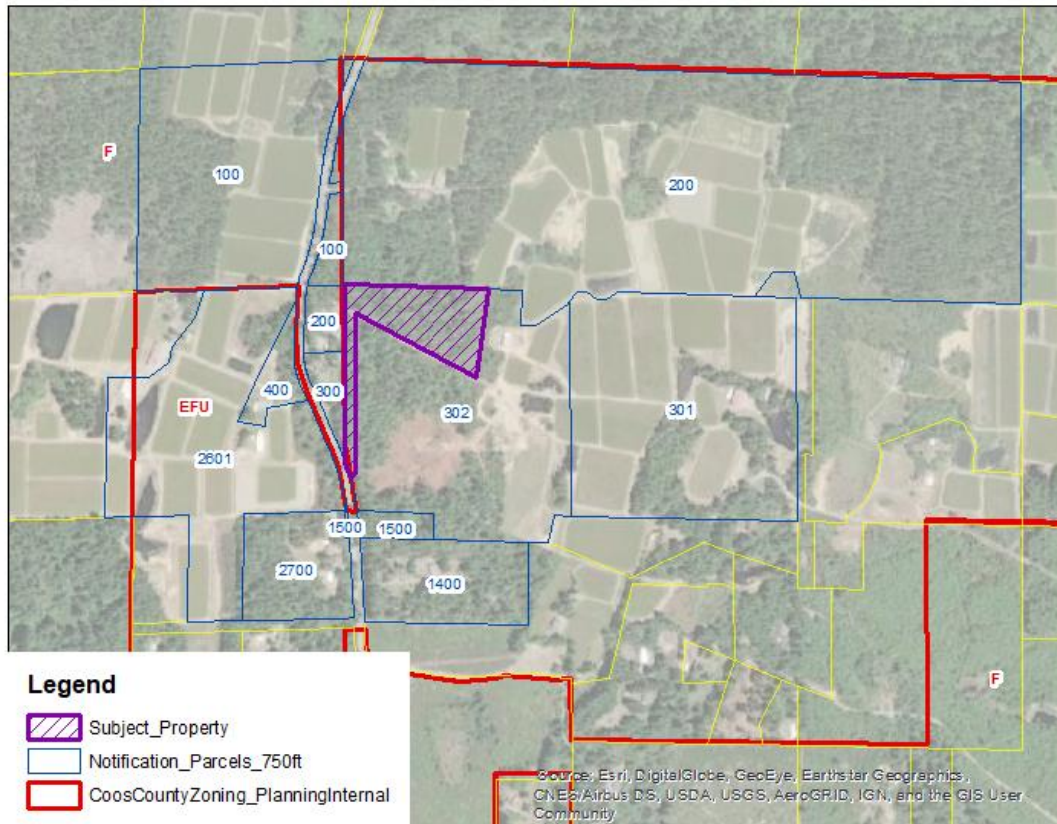 F
100
200
100
200
400
300
EFU
302
301
2601
1500
1500
2700
1400
F
Legend
Subject_Property
Notification_Parcels_750ft
CoosCountyZoning_PlanningInternal
Source: Esri, DigitalGlobe, GeoEye, Earthstar Geographics,
CNES/Airbus DS, USDA, USGS, AeroGRID, IGN, and the GIS User
Community